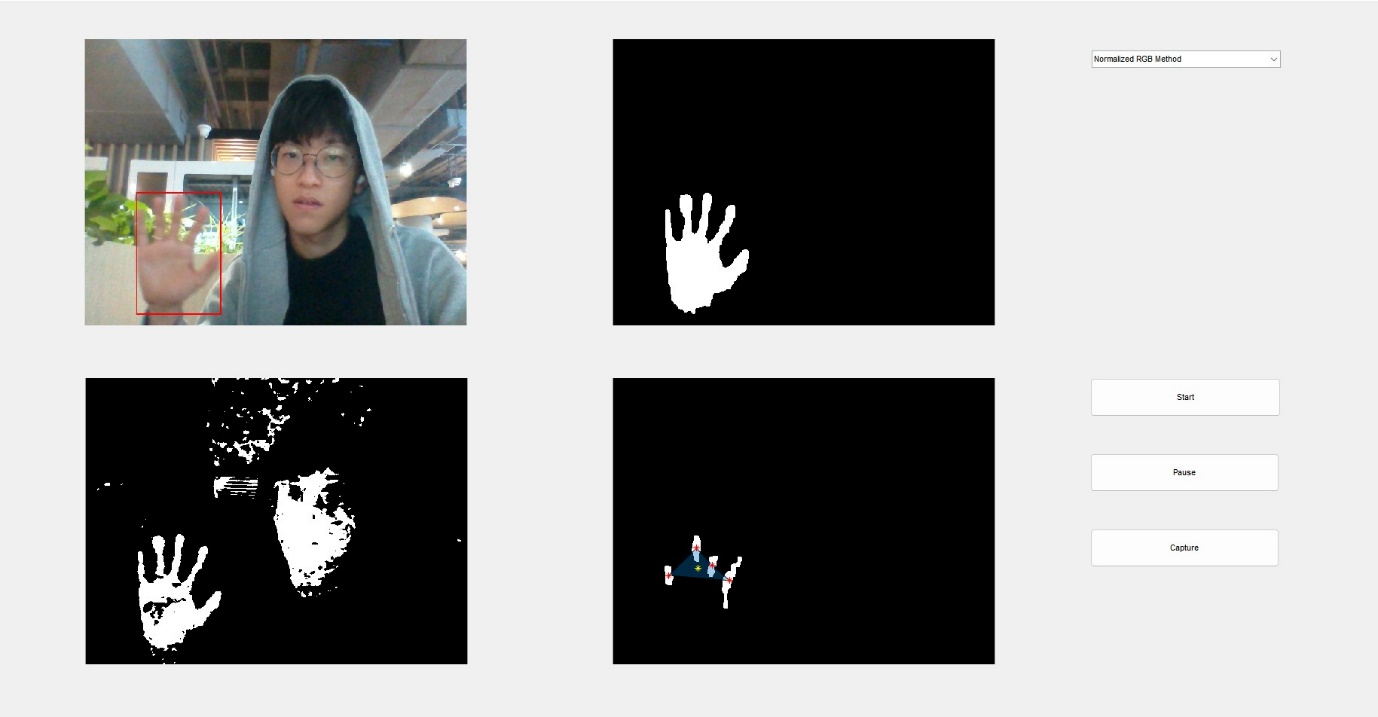 Normalized RGB Method
Start
Pause
Capture